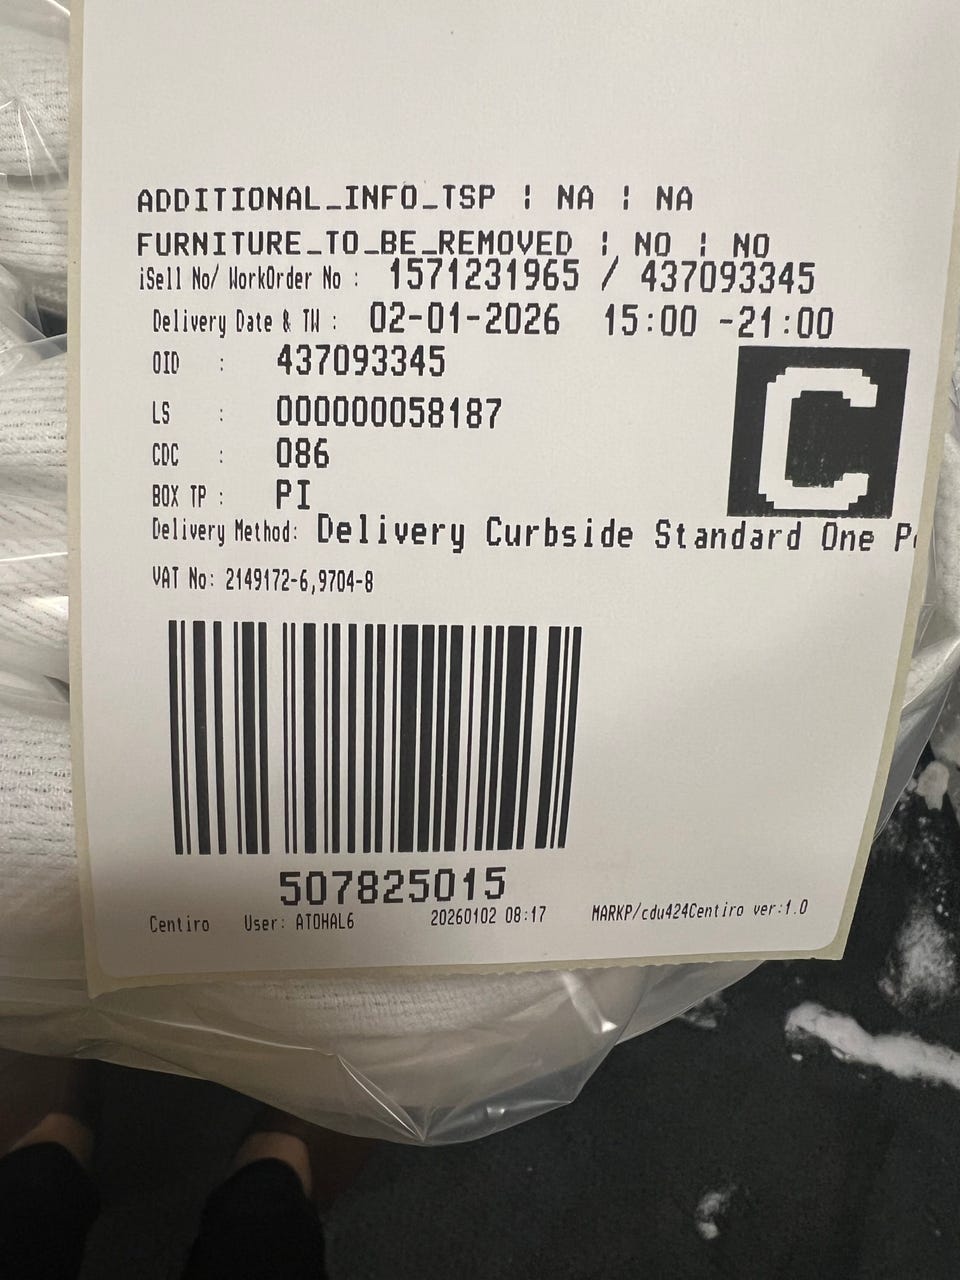 ADDITIONAL_INFO_TSP | NA | NA
FURNITURE_TO_BE_REMOVED | NO | NO
iSell No/ WorkOrder No : 1571231965 / 437093345
Delivery Date & TW : 02-01-2026 15:00 -21:00
OID : 437093345
LS : 000000058187
CDC : 086
BOX TP : PI
C
Delivery Method: Delivery Curbside Standard One
VAT No: 2149172-6,9704-8
507825015
Centiro User: ATOHAL6 20260102 08:17 MARKP/cdu424Centiro ver:1.0